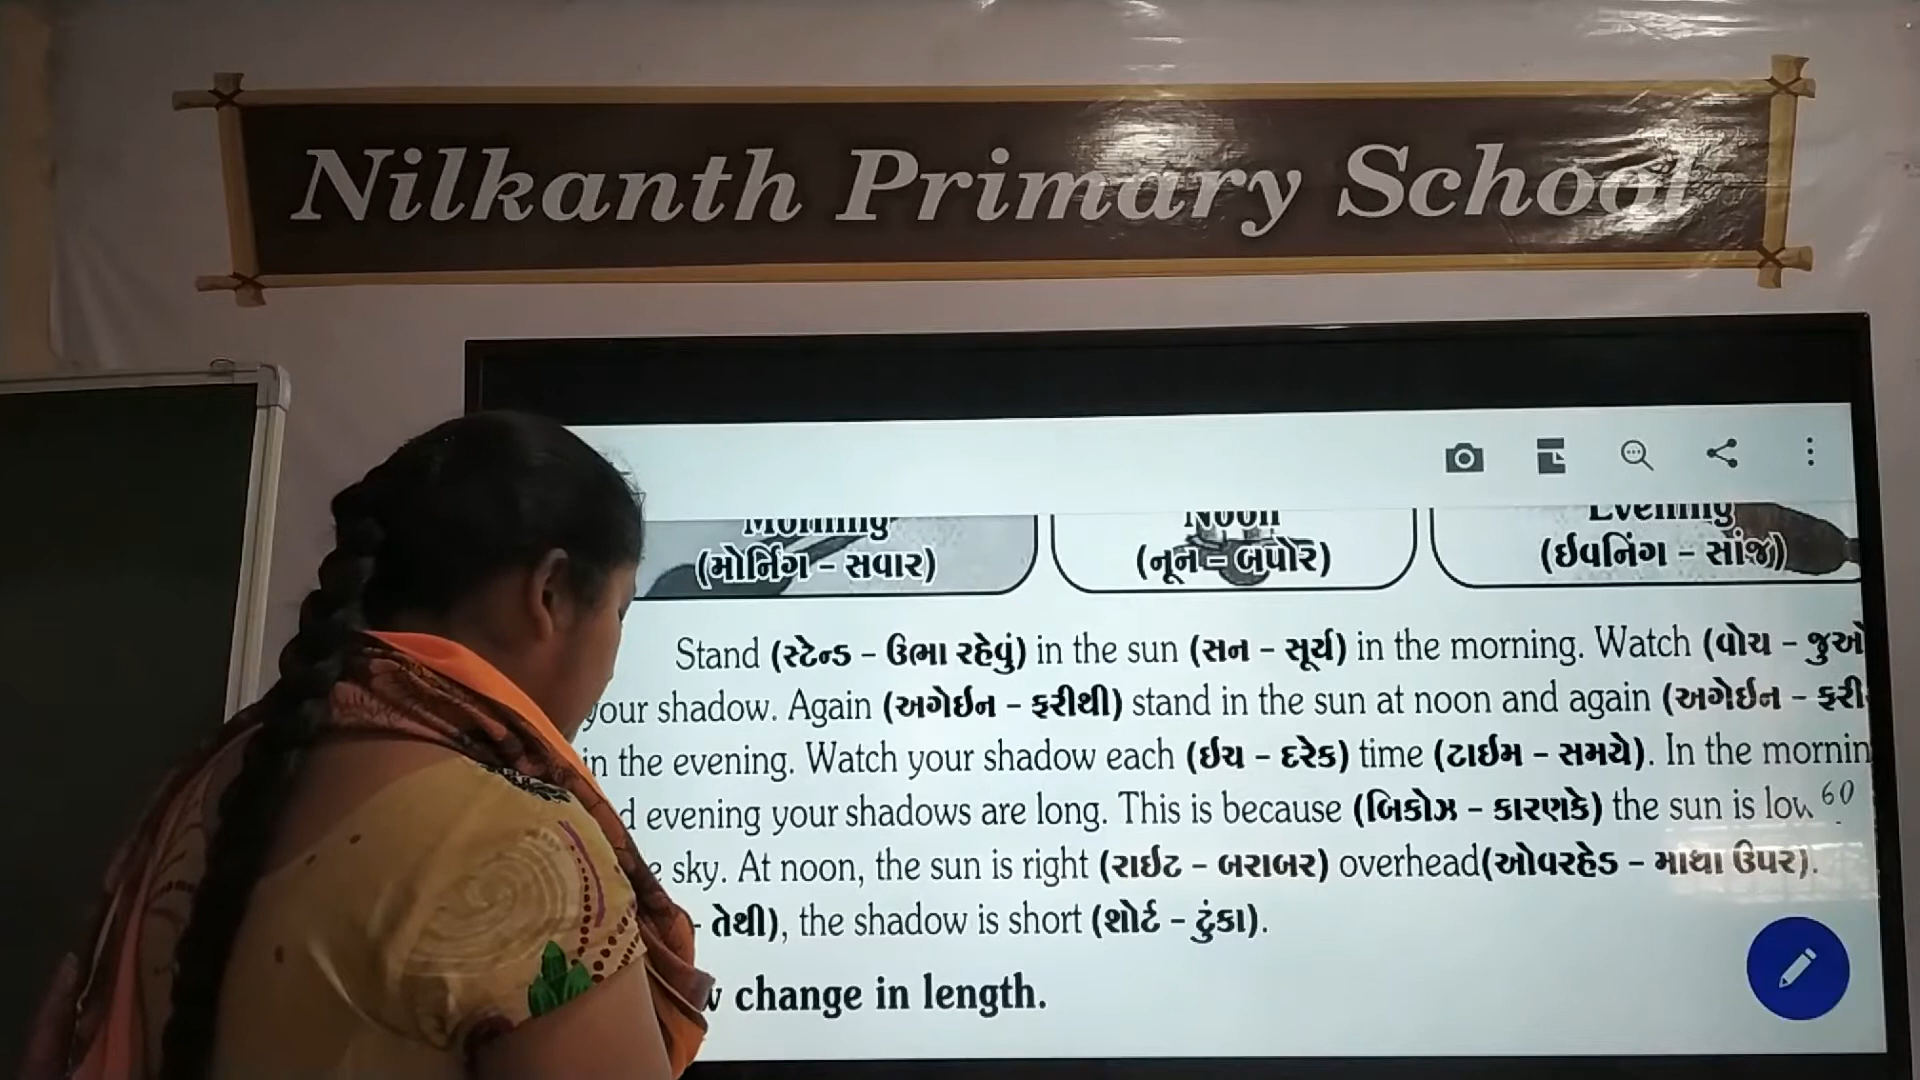 Nilkanth Primary School
Morning Noon Evening
(મોર્નિંગ – સવાર) (નૂન – બપોર) (ઈવનિંગ – સાંજ)
Stand (સ્ટેન્ડ – ઉભા રહેવું) in the sun (સન – સૂર્ય) in the morning. Watch (વોચ – જુઓ
your shadow. Again (અગેઈન – ફરીથી) stand in the sun at noon and again (અગેઈન – ફરી
in the evening. Watch your shadow each (ઈચ – દરેક) time (ટાઈમ – સમયે). In the mornin
d evening your shadows are long. This is because (બિકોઝ – કારણકે) the sun is low 60
e sky. At noon, the sun is right (રાઈટ – બરાબર) overhead(ઓવરહેડ – માથા ઉપર).
- તેથી), the shadow is short (શોર્ટ – ટુંકા).
w change in length.